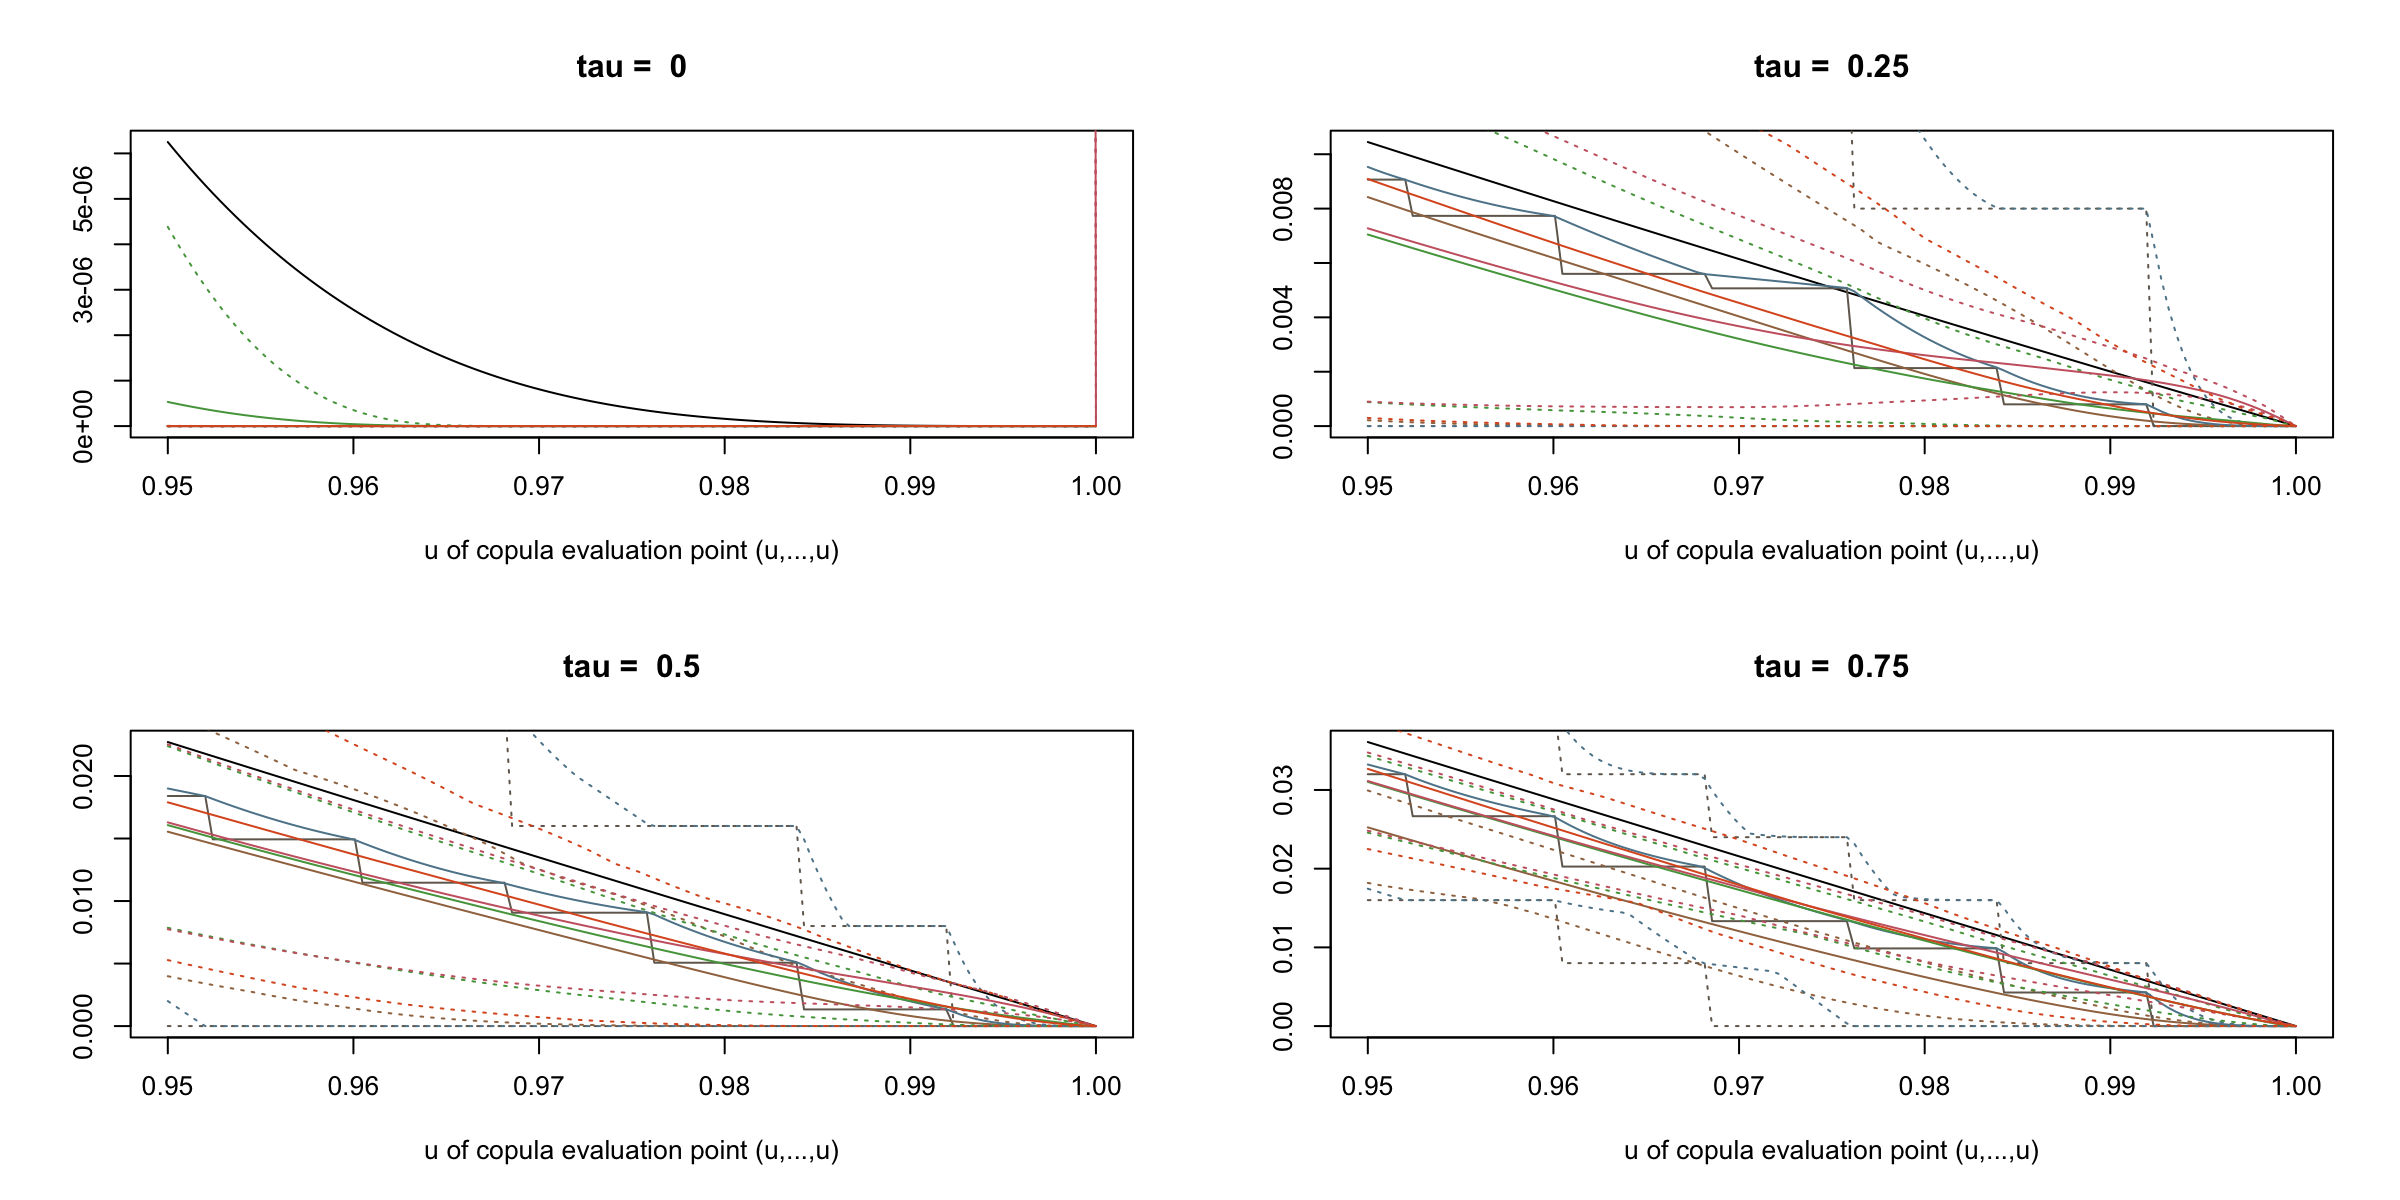 tau =  0
5e-06
3e-06
0e+00
0.95 0.96 0.97 0.98 0.99 1.00
u of copula evaluation point (u,...,u)
tau =  0.25
0.008
0.004
0.000
0.95 0.96 0.97 0.98 0.99 1.00
u of copula evaluation point (u,...,u)
tau =  0.5
0.020
0.010
0.000
0.95 0.96 0.97 0.98 0.99 1.00
u of copula evaluation point (u,...,u)
tau =  0.75
0.03
0.02
0.01
0.00
0.95 0.96 0.97 0.98 0.99 1.00
u of copula evaluation point (u,...,u)